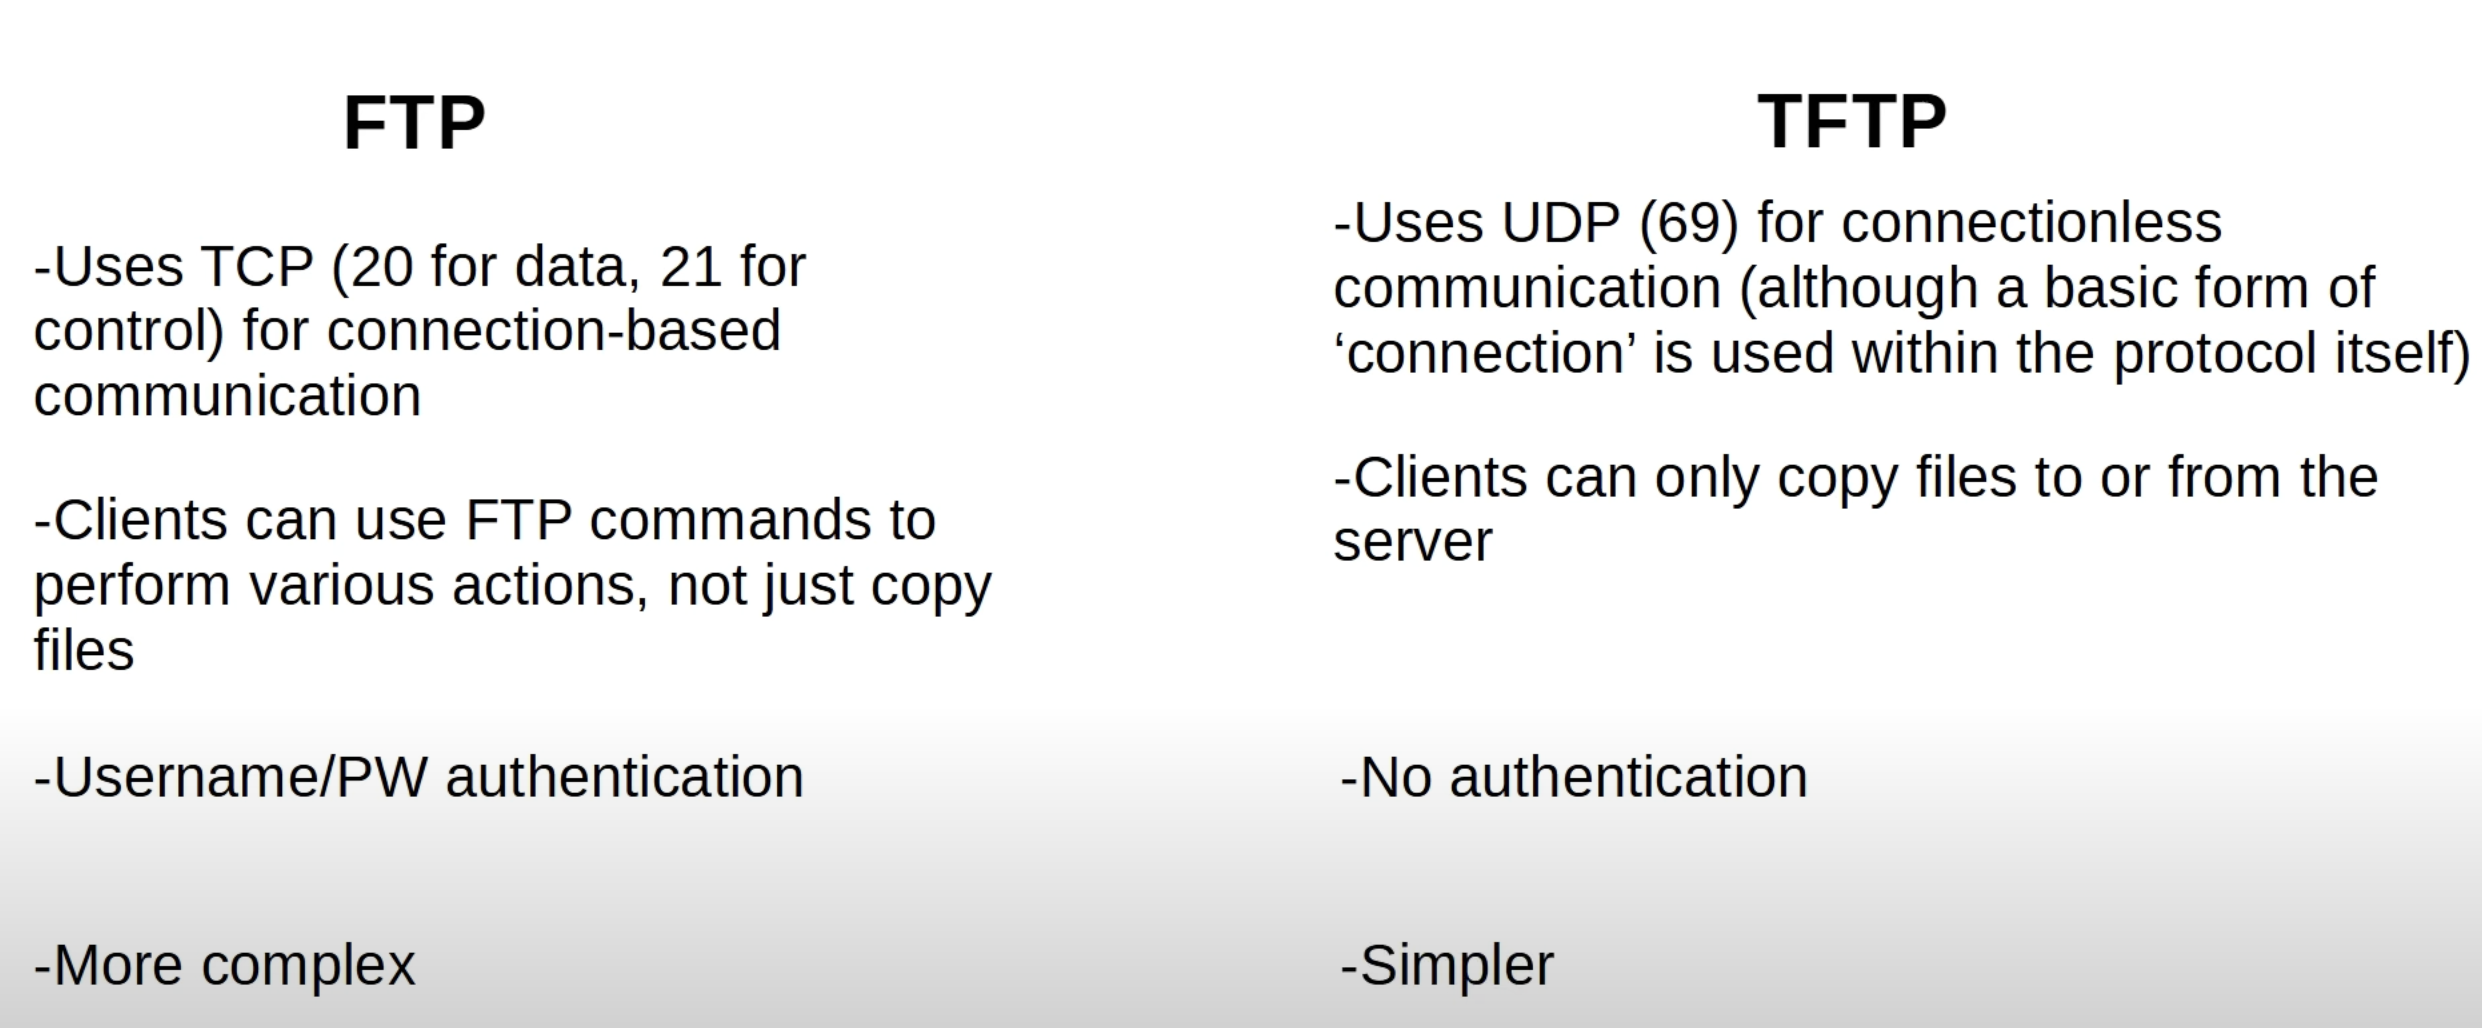 FTP
-Uses TCP (20 for data, 21 for
control) for connection-based
communication
-Clients can use FTP commands to
perform various actions, not just copy
files
-Username/PW authentication
-More complex
TFTP
-Uses UDP (69) for connectionless
communication (although a basic form of
‘connection’ is used within the protocol itself)
-Clients can only copy files to or from the
server
-No authentication
-Simpler